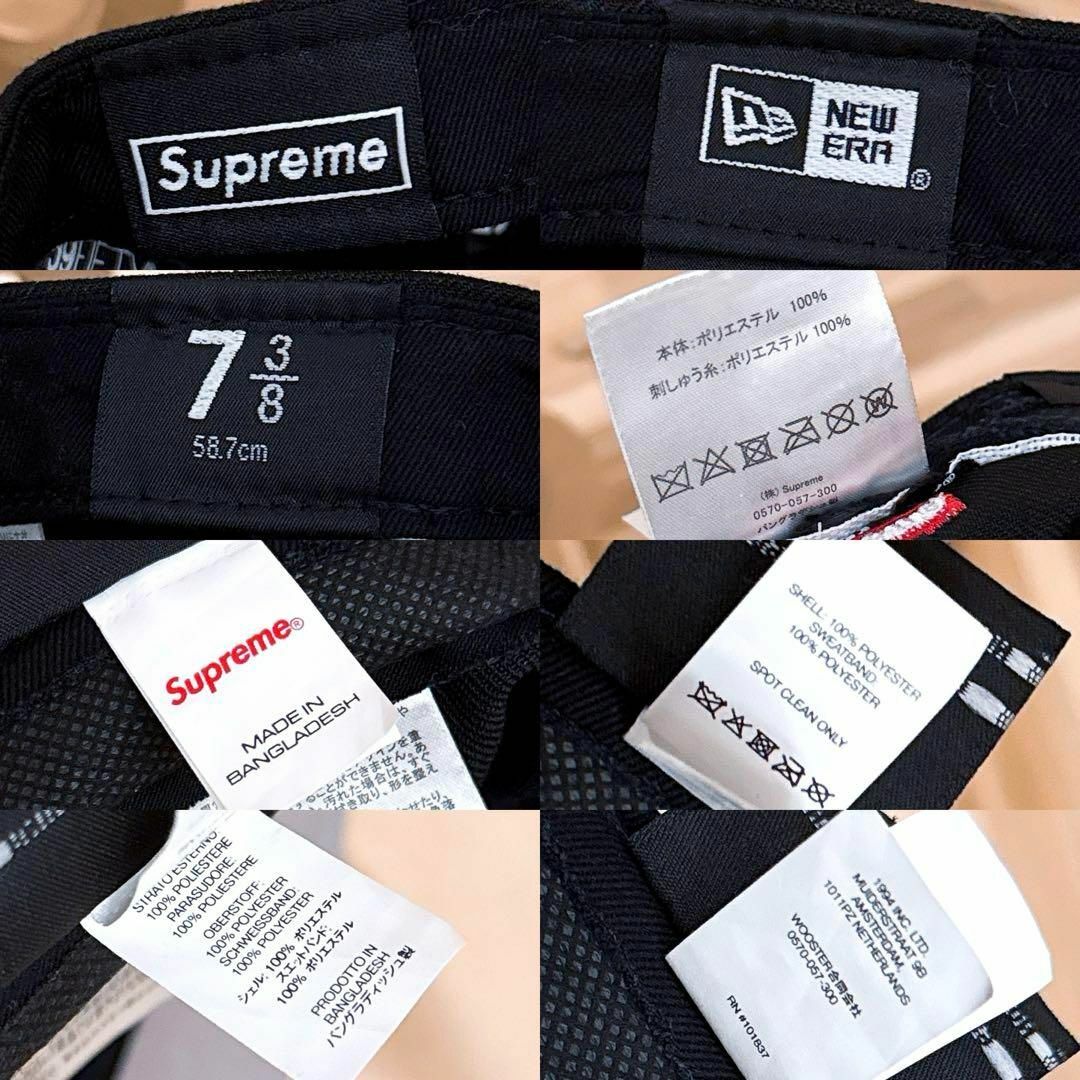 Supreme
NEW
ERA
®
7 3/8
58.7cm
本体:ポリエステル 100%
刺しゅう糸:ポリエステル 100%
(株) Supreme
0570-057-300
Supreme®
MADE IN
BANGLADESH
SHELL: 100% POLYESTER
SWEATBAND:
100% POLYESTER
SPOT CLEAN ONLY
100% POLIESTERE
PARASUDORE:
100% POLIESTERE
OBERSTOFF:
100% POLYESTER
SCHWEISSBAND:
100% POLYESTER
シェル: 100% ポリエステル
スエットバンド:
100% ポリエステル
PRODOTTO IN
BANGLADESH
バングラディッシュ製
1994 INC. LTD
MUIDERSTRAAT 9B
AMSTERDAM,
1011PZ NETHERLANDS
WOOSTER合同会社
0570-057-300
RN #101837